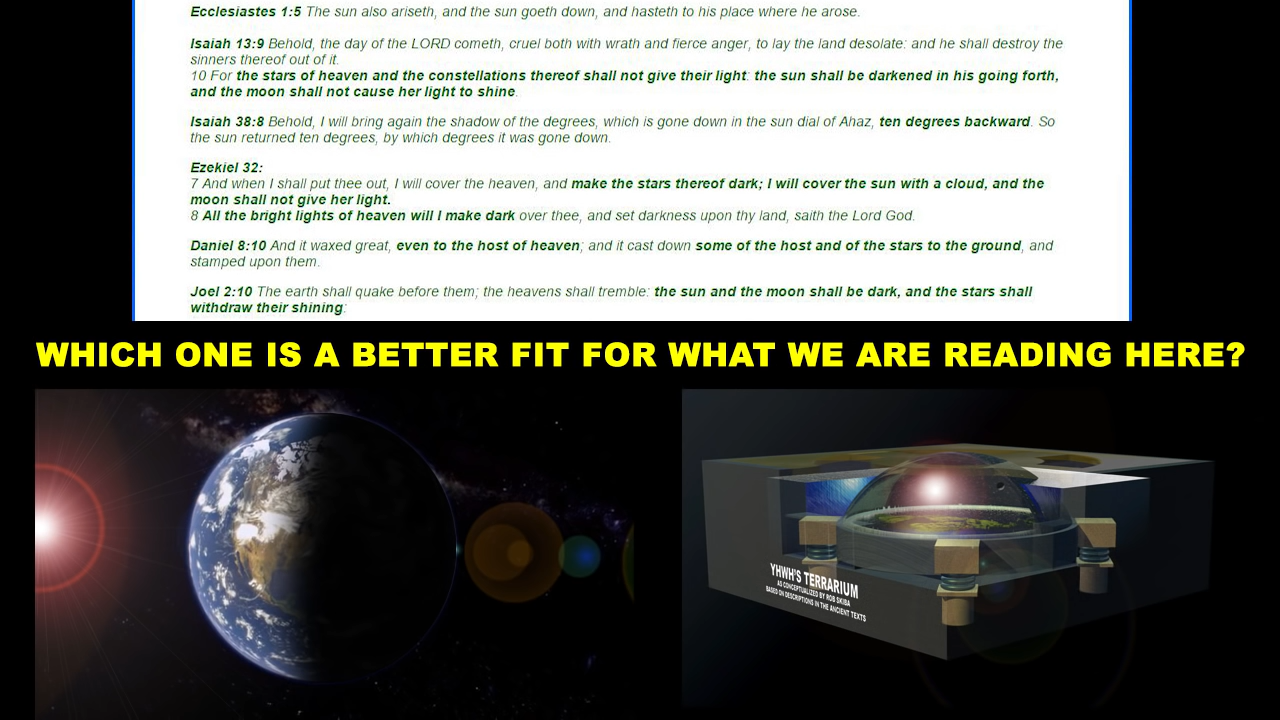 Ecclesiastes 1:5 The sun also ariseth, and the sun goeth down, and hasteth to his place where he arose.
Isaiah 13:9 Behold, the day of the LORD cometh, cruel both with wrath and fierce anger, to lay the land desolate: and he shall destroy the
sinners thereof out of it.
10 For the stars of heaven and the constellations thereof shall not give their light: the sun shall be darkened in his going forth,
and the moon shall not cause her light to shine.
Isaiah 38:8 Behold, I will bring again the shadow of the degrees, which is gone down in the sun dial of Ahaz, ten degrees backward. So
the sun returned ten degrees, by which degrees it was gone down.
Ezekiel 32:
7 And when I shall put thee out, I will cover the heaven, and make the stars thereof dark; I will cover the sun with a cloud, and the
moon shall not give her light.
8 All the bright lights of heaven will I make dark over thee, and set darkness upon thy land, saith the Lord God.
Daniel 8:10 And it waxed great, even to the host of heaven; and it cast down some of the host and of the stars to the ground, and
stamped upon them.
Joel 2:10 The earth shall quake before them; the heavens shall tremble: the sun and the moon shall be dark, and the stars shall
withdraw their shining:
WHICH ONE IS A BETTER FIT FOR WHAT WE ARE READING HERE?
YHWH'S TERRARIUM
AS CONCEPTUALIZED BY ROB SKIBA
BASED ON DESCRIPTIONS IN THE ANCIENT TEXTS